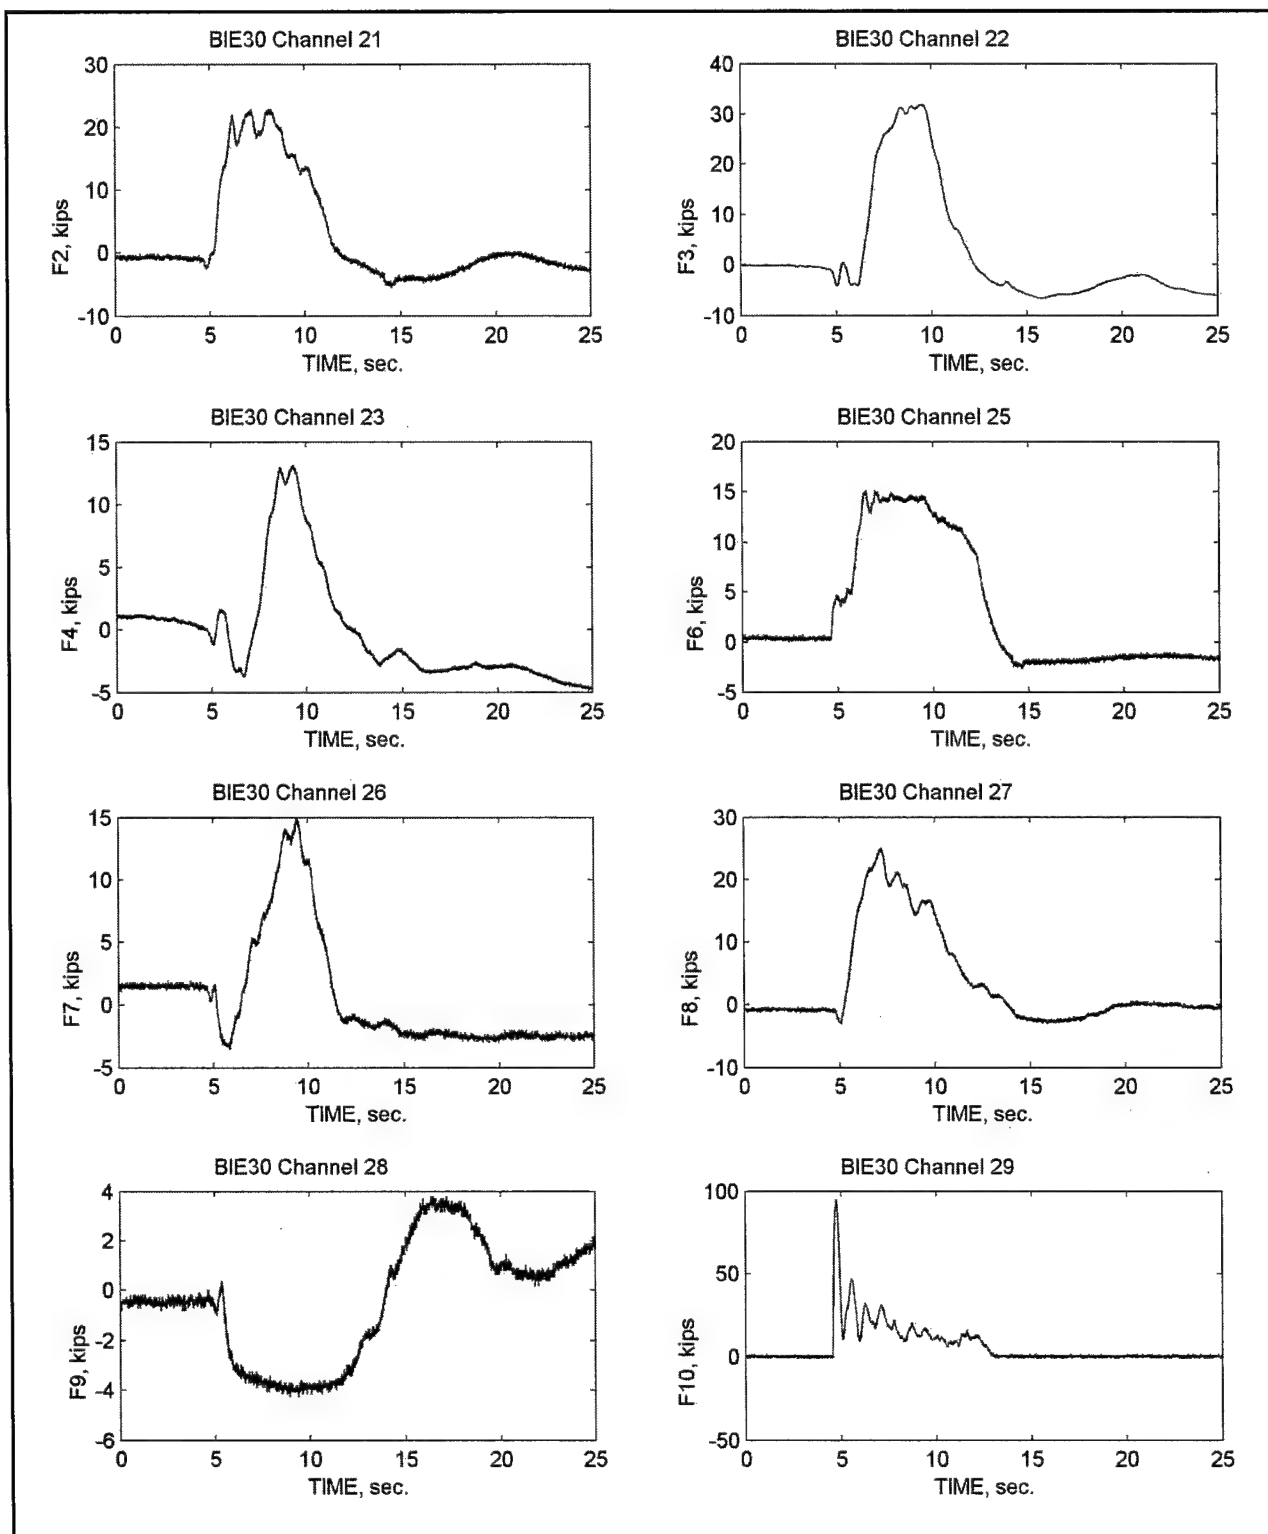 BIE30 Channel 21
30
20
10
0
-10
F2, kips
0 5 10 15 20 25
TIME, sec.
BIE30 Channel 22
40
30
20
10
0
-10
F3, kips
0 5 10 15 20 25
TIME, sec.
BIE30 Channel 23
15
10
5
0
-5
F4, kips
0 5 10 15 20 25
TIME, sec.
BIE30 Channel 25
20
15
10
5
0
-5
F6, kips
0 5 10 15 20 25
TIME, sec.
BIE30 Channel 26
15
10
5
0
-5
F7, kips
0 5 10 15 20 25
TIME, sec.
BIE30 Channel 27
30
20
10
0
-10
F8, kips
0 5 10 15 20 25
TIME, sec.
BIE30 Channel 28
4
2
0
-2
-4
-6
F9, kips
0 5 10 15 20 25
TIME, sec.
BIE30 Channel 29
100
50
0
-50
F10, kips
0 5 10 15 20 25
TIME, sec.